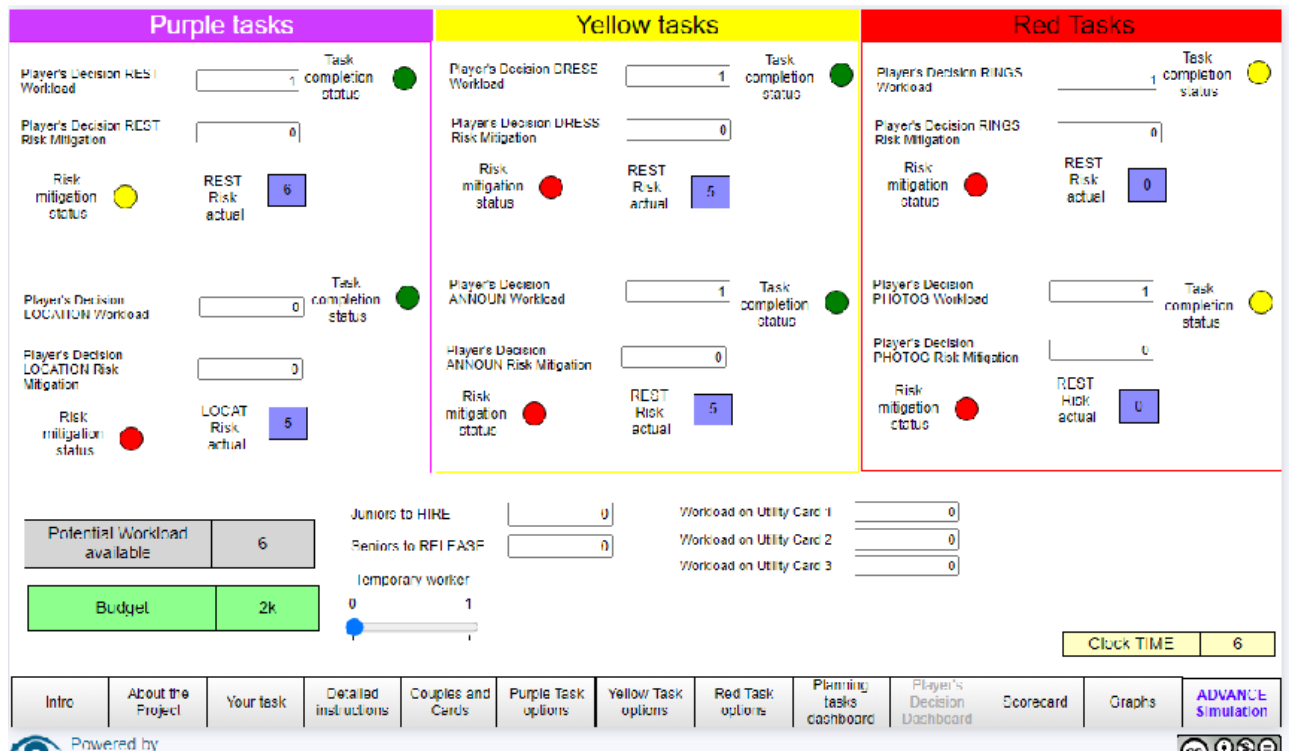 Purple tasks
Yellow tasks
Red Tasks
Player's Decision REST
Workload
1
Task
completion
status
Player's Decision REST
Risk Mitigation
0
Risk
mitigation
status
REST
Risk
actual
6
Player's Decision
LOCATION Workload
0
Task
completion
status
Player's Decision
LOCATION Risk
Mitigation
0
Risk
mitigation
status
LOCAT
Risk
actual
5
Player's Decision DRESS
Workload
1
Task
completion
status
Player's Decision DRESS
Risk Mitigation
0
Risk
mitigation
status
REST
Risk
actual
5
Player's Decision
ANNOUN Workload
1
Task
completion
status
Player's Decision
ANNOUN Risk Mitigation
0
Risk
mitigation
status
REST
Risk
actual
5
Player's Decision RINGS
Workload
1
Task
completion
status
Player's Decision RINGS
Risk Mitigation
0
Risk
mitigation
status
REST
Risk
actual
0
Player's Decision
PHOTOG Workload
1
Task
completion
status
Player's Decision
PHOTOG Risk Mitigation
0
Risk
mitigation
status
REST
Risk
actual
0
Potential Workload
available
6
Budget
2k
Juniors to HIRE
0
Seniors to RELEASE
0
Temporary worker
0 1
Workload on Utility Card 1
0
Workload on Utility Card 2
0
Workload on Utility Card 3
0
Clock TIME
6
Intro
About the
Project
Your task
Detailed
instructions
Couples and
Cards
Purple Task
options
Yellow Task
options
Red Task
options
Planning
tasks
dashboard
Player's
Decision
Dashboard
Scorecard
Graphs
ADVANCE
Simulation
Powered by